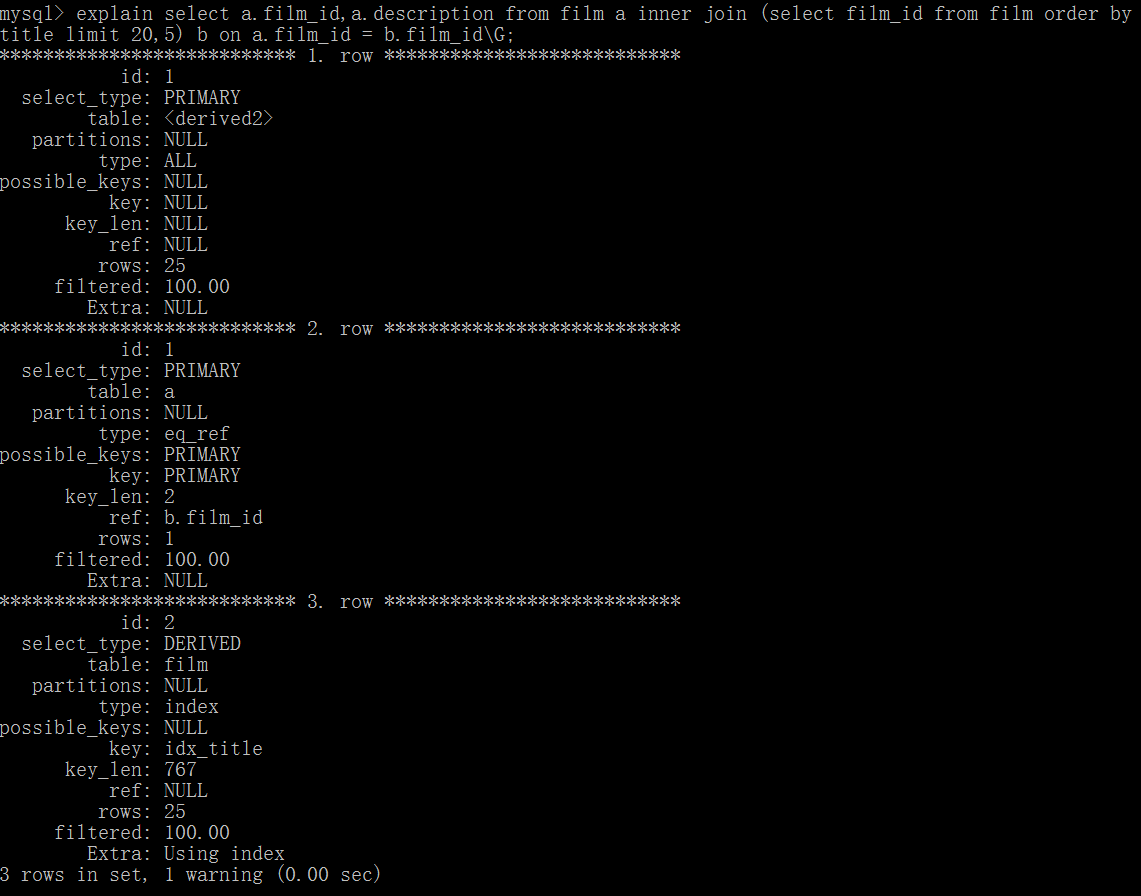 mysql> explain select a.film_id,a.description from film a inner join (select film_id from film order by
title limit 20,5) b on a.film_id = b.film_id\G;
*************************** 1. row ***************************
           id: 1
  select_type: PRIMARY
        table: <derived2>
   partitions: NULL
         type: ALL
possible_keys: NULL
          key: NULL
      key_len: NULL
          ref: NULL
         rows: 25
     filtered: 100.00
        Extra: NULL
*************************** 2. row ***************************
           id: 1
  select_type: PRIMARY
        table: a
   partitions: NULL
         type: eq_ref
possible_keys: PRIMARY
          key: PRIMARY
      key_len: 2
          ref: b.film_id
         rows: 1
     filtered: 100.00
        Extra: NULL
*************************** 3. row ***************************
           id: 2
  select_type: DERIVED
        table: film
   partitions: NULL
         type: index
possible_keys: NULL
          key: idx_title
      key_len: 767
          ref: NULL
         rows: 25
     filtered: 100.00
        Extra: Using index
3 rows in set, 1 warning (0.00 sec)